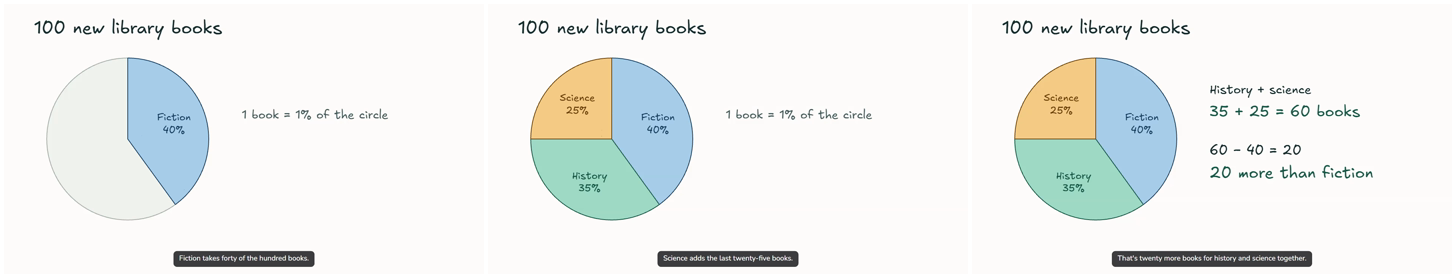 100 new library books
Fiction
40%
1 book = 1% of the circle
Fiction takes forty of the hundred books.
100 new library books
Science
25%
Fiction
40%
History
35%
1 book = 1% of the circle
Science adds the last twenty-five books.
100 new library books
Science
25%
Fiction
40%
History
35%
History + science
35 + 25 = 60 books
60 − 40 = 20
20 more than fiction
That's twenty more books for history and science together.